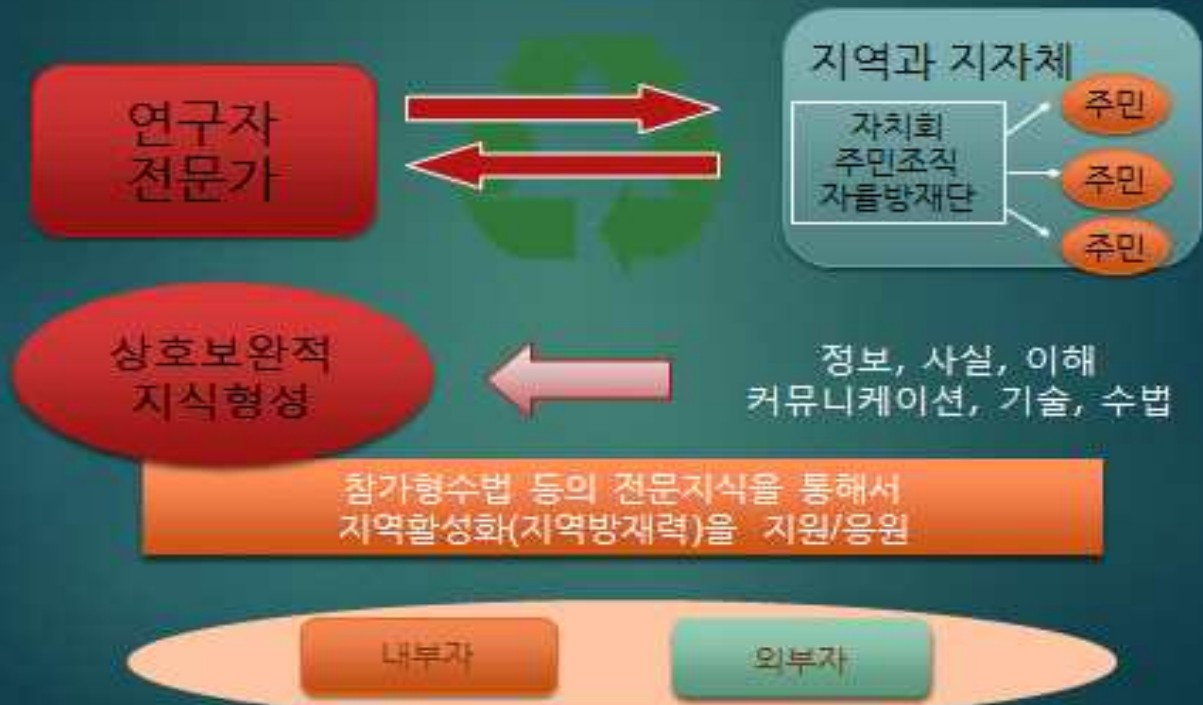 연구자
전문가
지역과 지자체
자치회
주민조직
자율방재단
주민
주민
주민
상호보완적
지식형성
정보, 사실, 이해
커뮤니케이션, 기술, 수법
참가형수법 등의 전문지식을 통해서
지역활성화(지역방재력)을 지원/응원
내부자
외부자